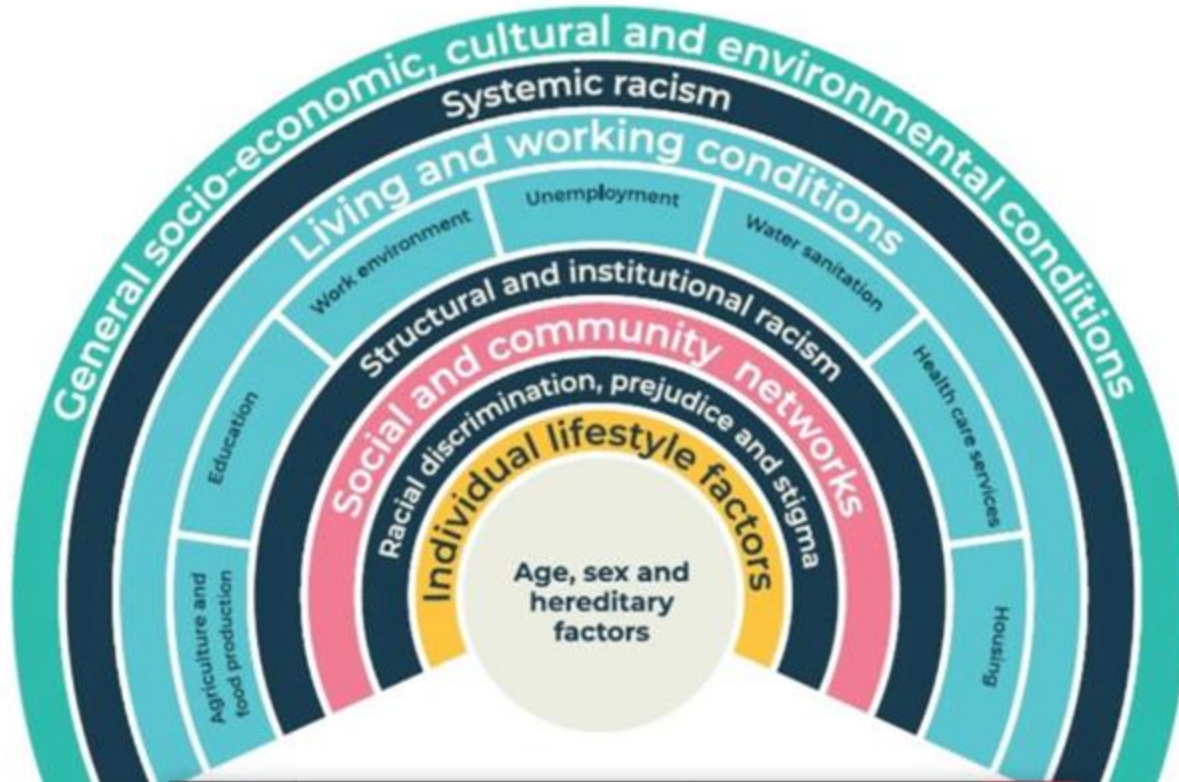 General socio-economic, cultural and environmental conditions
Systemic racism
Living and working conditions
Agriculture and
food production
Education
Work environment
Unemployment
Water sanitation
Health care services
Housing
Structural and institutional racism
Social and community networks
Racial discrimination, prejudice and stigma
Individual lifestyle factors
Age, sex and
hereditary
factors